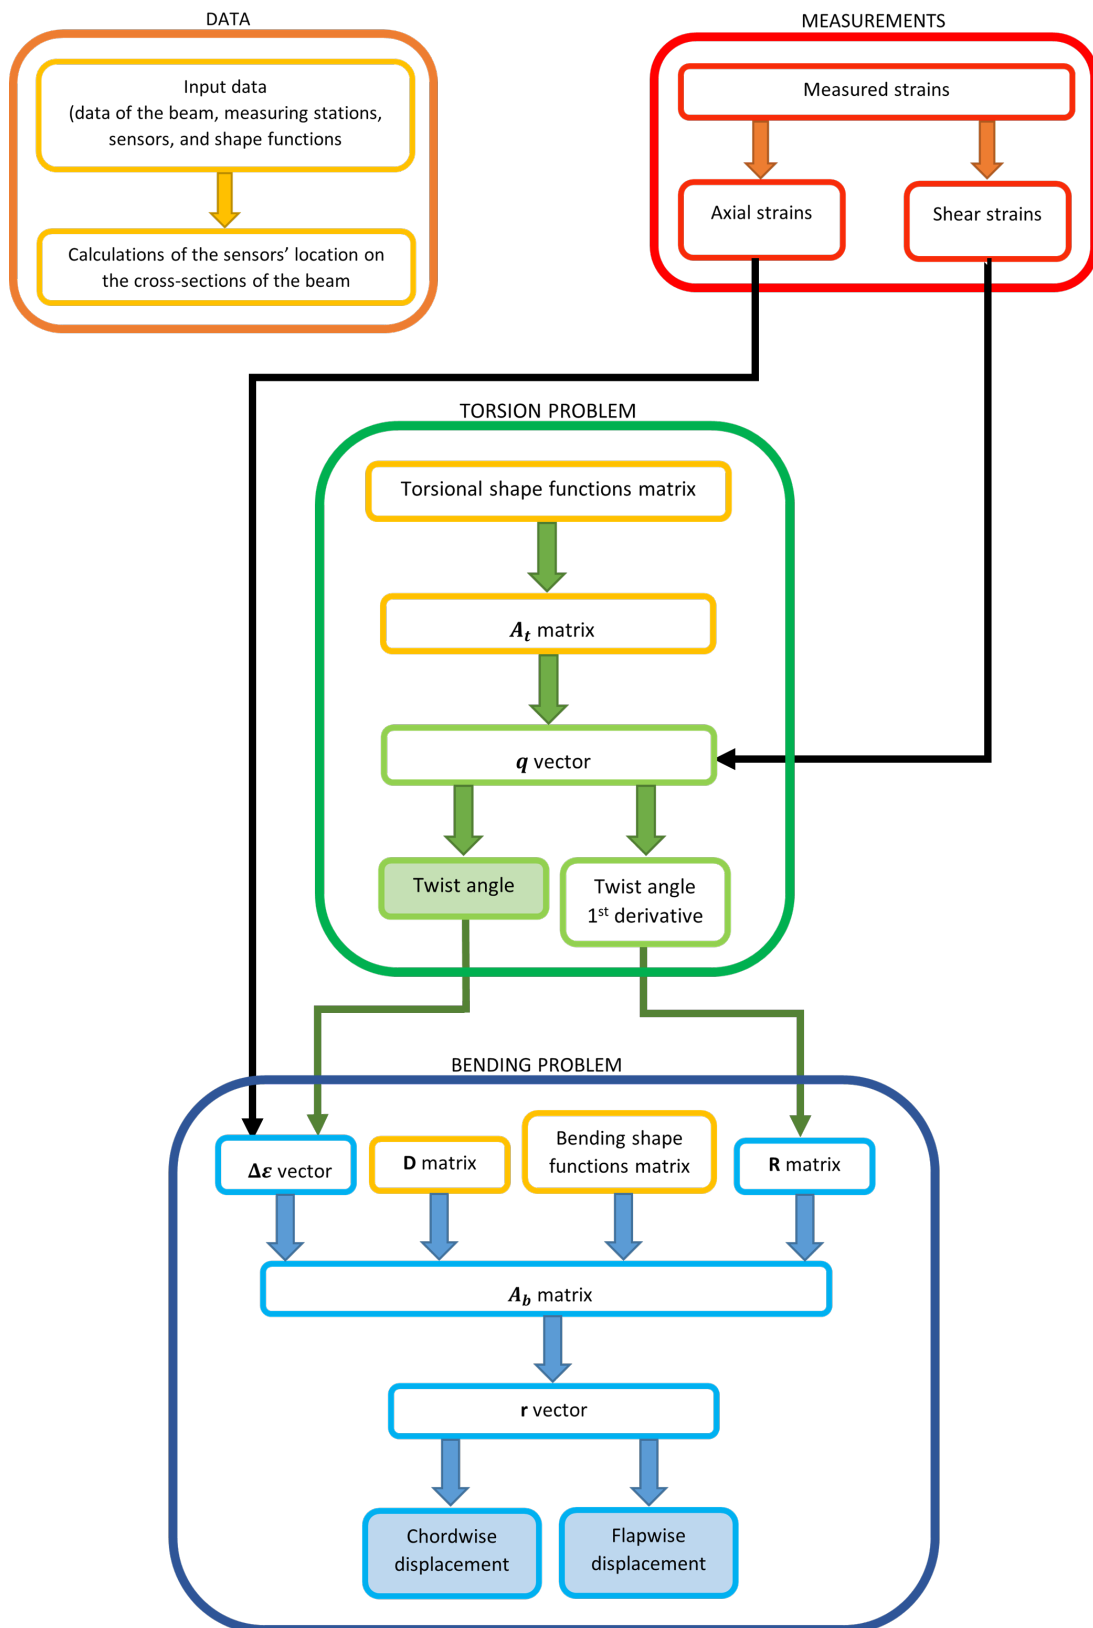 DATA
Input data
(data of the beam, measuring stations,
sensors, and shape functions
Calculations of the sensors’ location on
the cross-sections of the beam
MEASUREMENTS
Measured strains
Axial strains
Shear strains
TORSION PROBLEM
Torsional shape functions matrix
A_t matrix
q vector
Twist angle
Twist angle
1st derivative
BENDING PROBLEM
Δε vector
D matrix
Bending shape
functions matrix
R matrix
A_b matrix
r vector
Chordwise
displacement
Flapwise
displacement